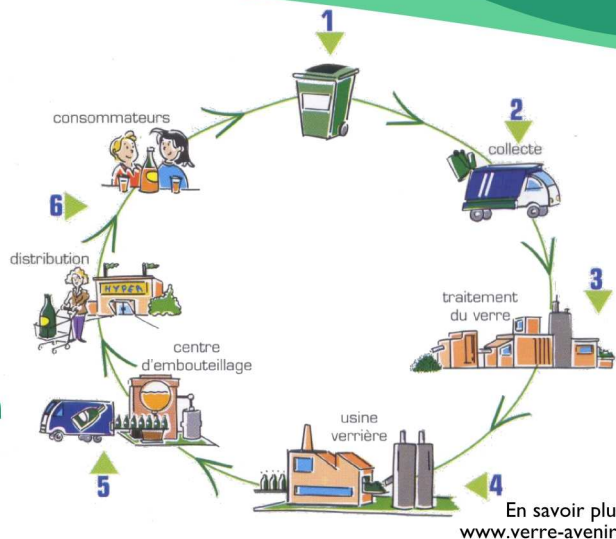 1
consommateurs
2
collecte
6
distribution
HYPER
3
traitement
du verre
centre
d'embouteillage
usine
verrière
5
4
En savoir plu
www.verre-avenir